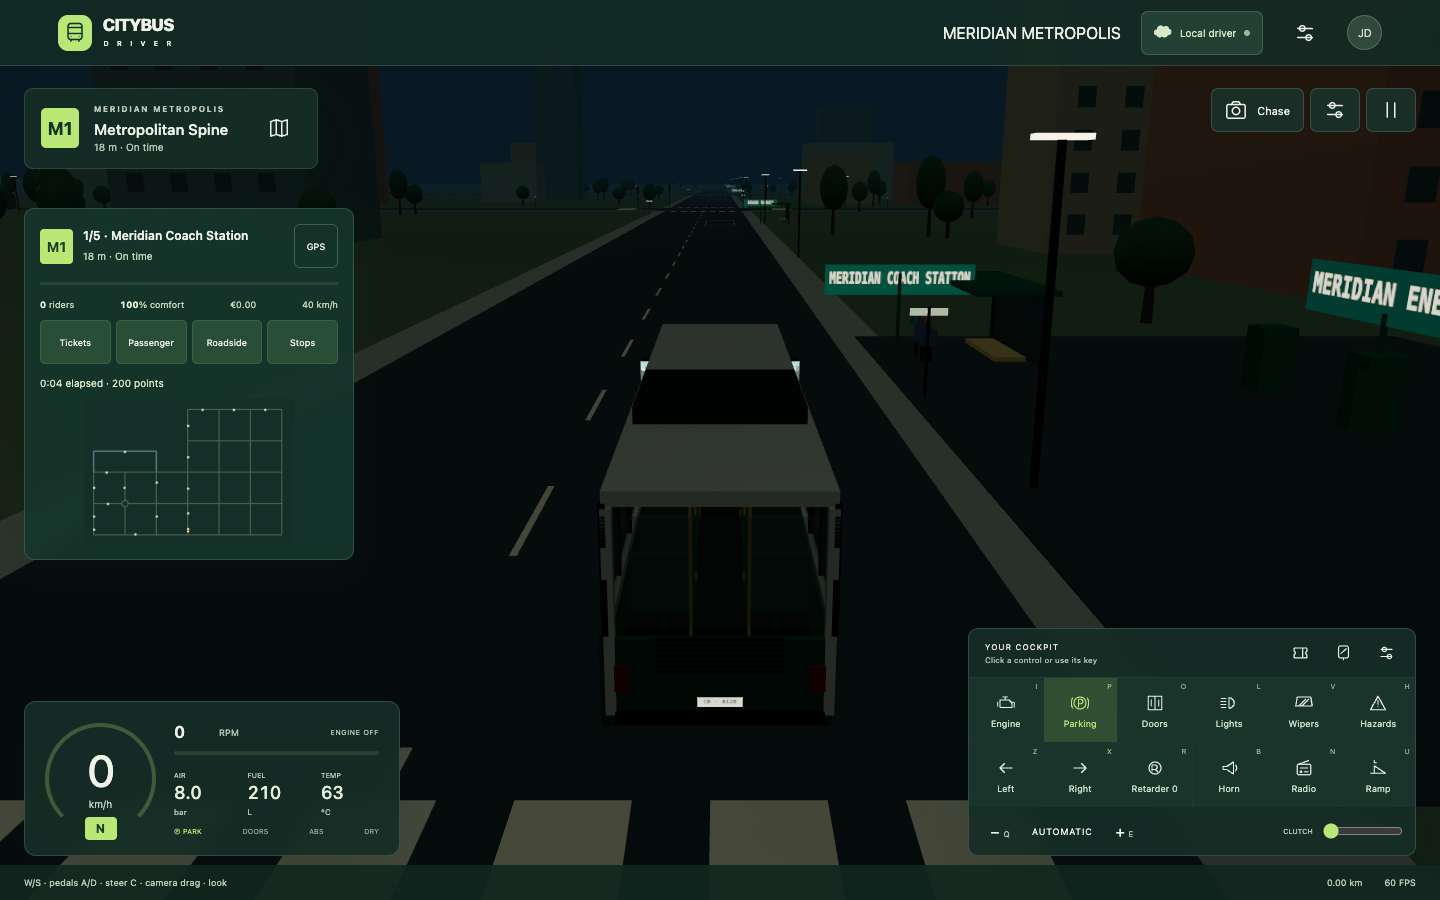 CITYBUS
DRIVER
MERIDIAN METROPOLIS
Local driver
JD
M1
MERIDIAN METROPOLIS
Metropolitan Spine
18 m · On time
Chase
M1
1/5 · Meridian Coach Station
18 m · On time
GPS
0 riders
100% comfort
€0.00
40 km/h
Tickets
Passenger
Roadside
Stops
0:04 elapsed · 200 points
MERIDIAN COACH STATION
MERIDIAN ENE
0
km/h
N
0 RPM
ENGINE OFF
AIR
8.0
bar
FUEL
210
L
TEMP
63
°C
Ⓟ PARK
DOORS
ABS
DRY
YOUR COCKPIT
Click a control or use its key
I
Engine
P
Parking
O
Doors
L
Lights
V
Wipers
H
Hazards
Z
Left
X
Right
R
Retarder 0
B
Horn
N
Radio
U
Ramp
− Q
AUTOMATIC
+ E
CLUTCH
W/S · pedals A/D · steer C · camera drag · look
0.00 km
60 FPS